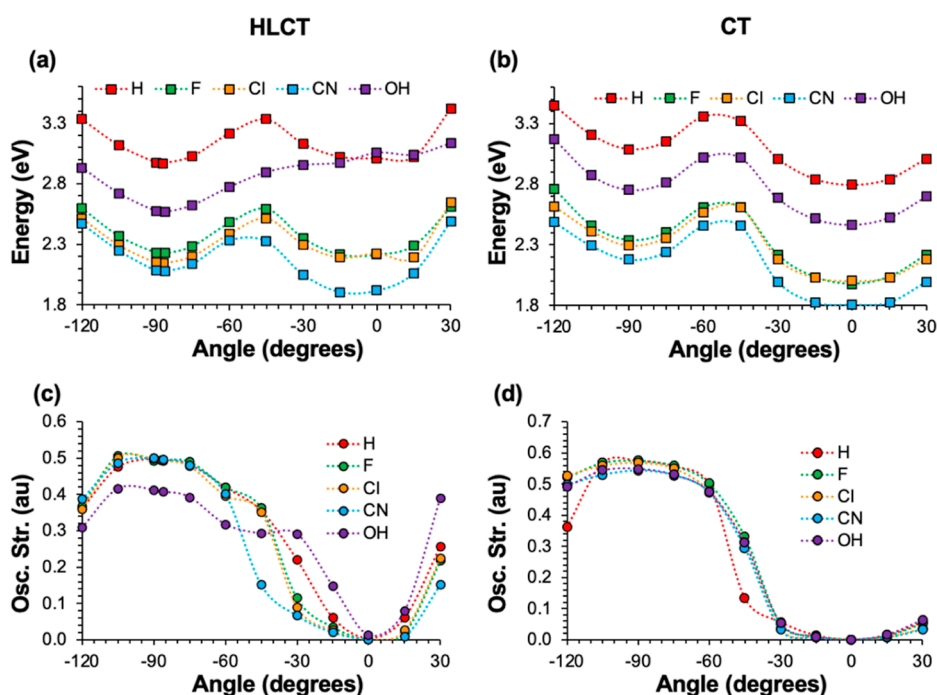 HLCT
CT
(a)
H F Cl CN OH
3.3
2.8
2.3
1.8
Energy (eV)
-120 -90 -60 -30 0 30
Angle (degrees)
(b)
H F Cl CN OH
3.3
2.8
2.3
1.8
Energy (eV)
-120 -90 -60 -30 0 30
Angle (degrees)
(c)
0.6
0.5
0.4
0.3
0.2
0.1
0.0
Osc. Str. (au)
H
F
Cl
CN
OH
-120 -90 -60 -30 0 30
Angle (degrees)
(d)
0.7
0.6
0.5
0.4
0.3
0.2
0.1
0.0
Osc. Str. (au)
H
F
Cl
CN
OH
-120 -90 -60 -30 0 30
Angle (degrees)